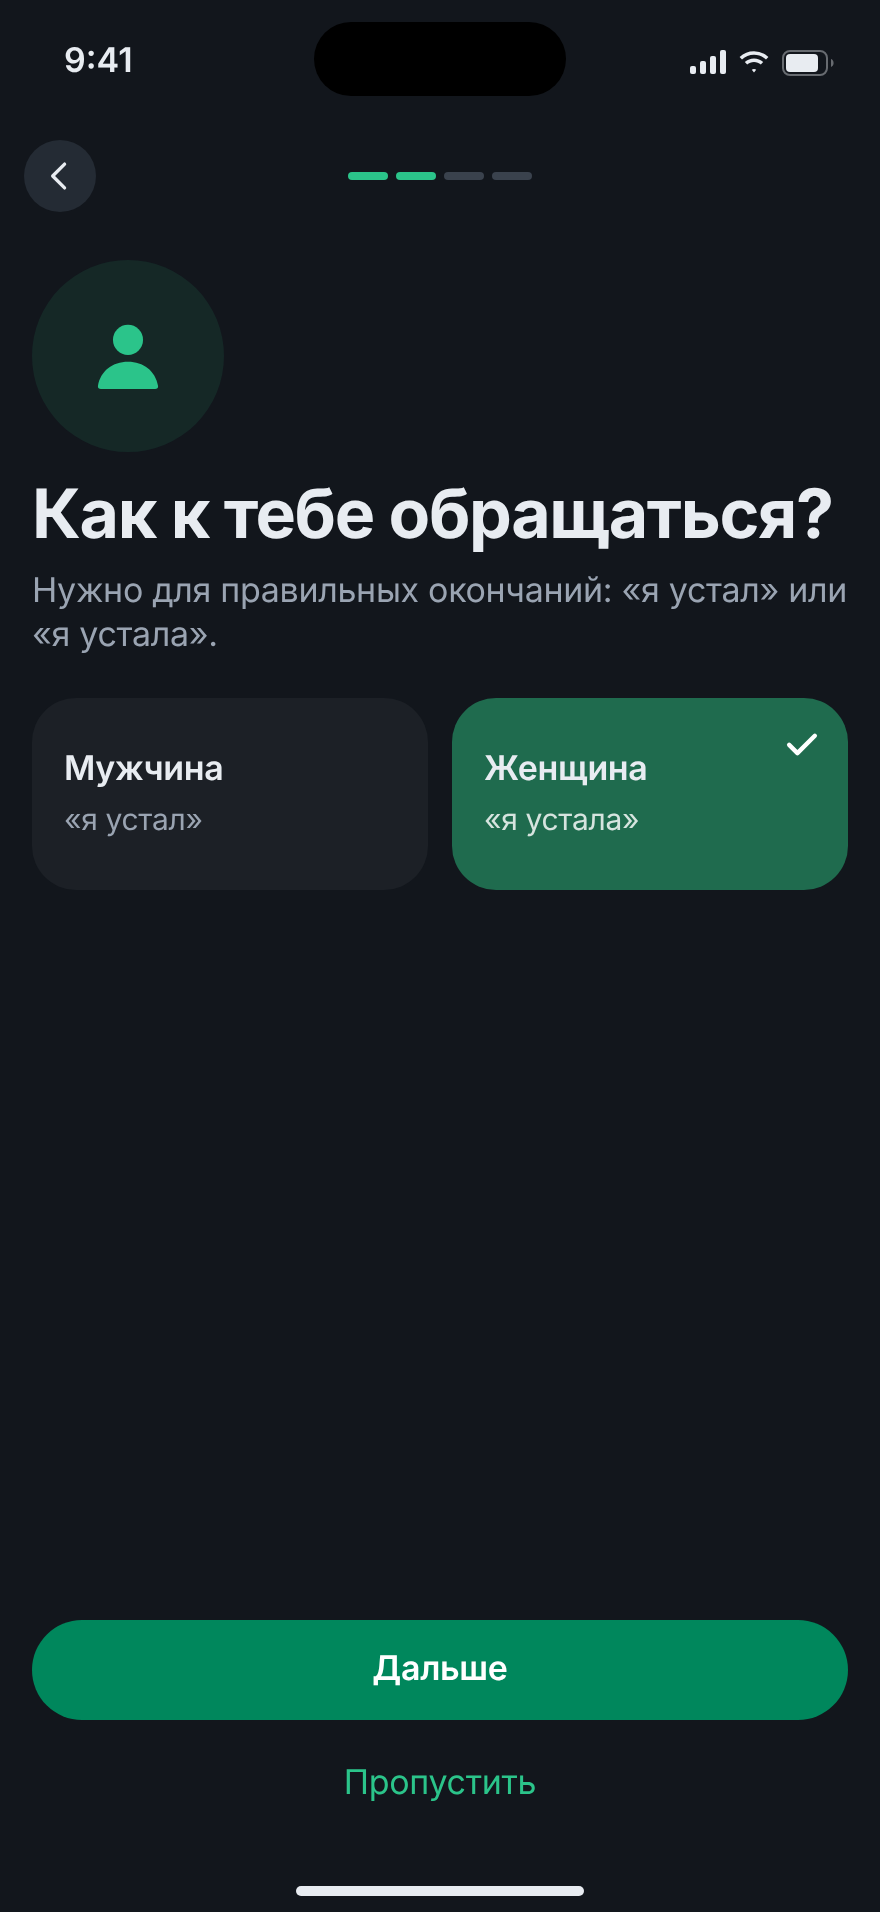 9:41
Как к тебе обращаться?
Нужно для правильных окончаний: «я устал» или
«я устала».
Мужчина
«я устал»
Женщина
«я устала»
Дальше
Пропустить